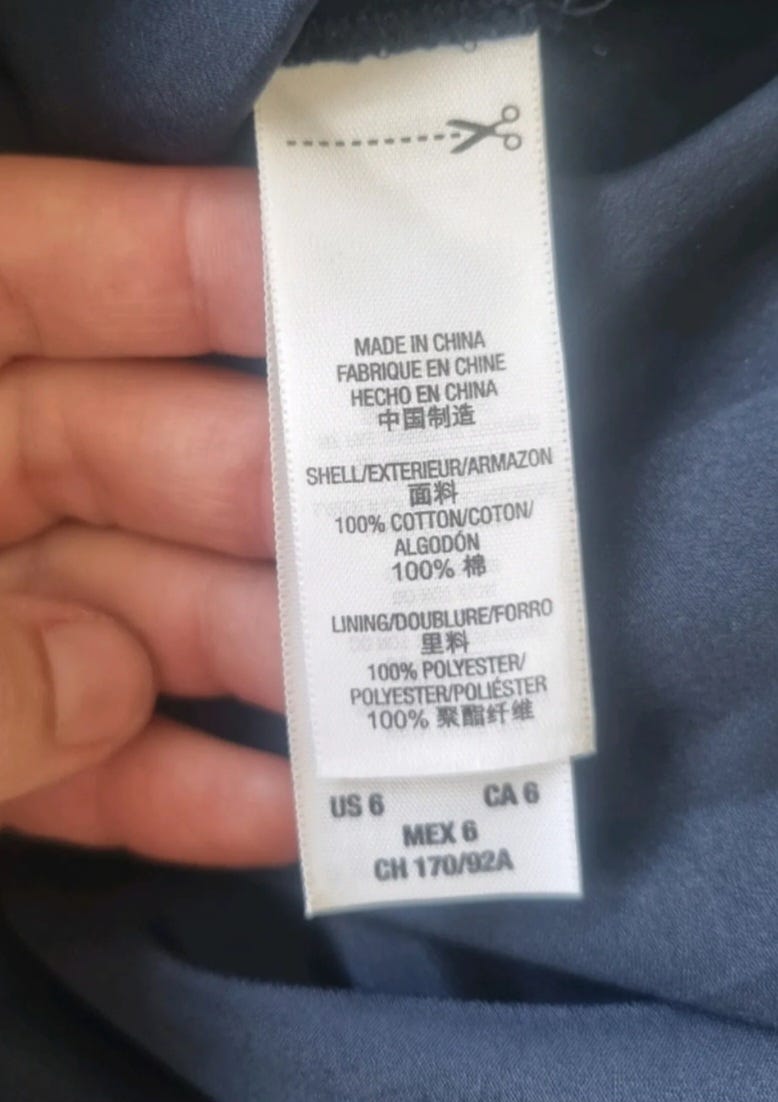 MADE IN CHINA
FABRIQUE EN CHINE
HECHO EN CHINA
中国制造
SHELL/EXTERIEUR/ARMAZON
面料
100% COTTON/COTON/
ALGODÓN
100% 棉
LINING/DOUBLURE/FORRO
里料
100% POLYESTER/
POLYESTER/POLIÉSTER
100% 聚酯纤维
US 6 CA 6
MEX 6
CH 170/92A